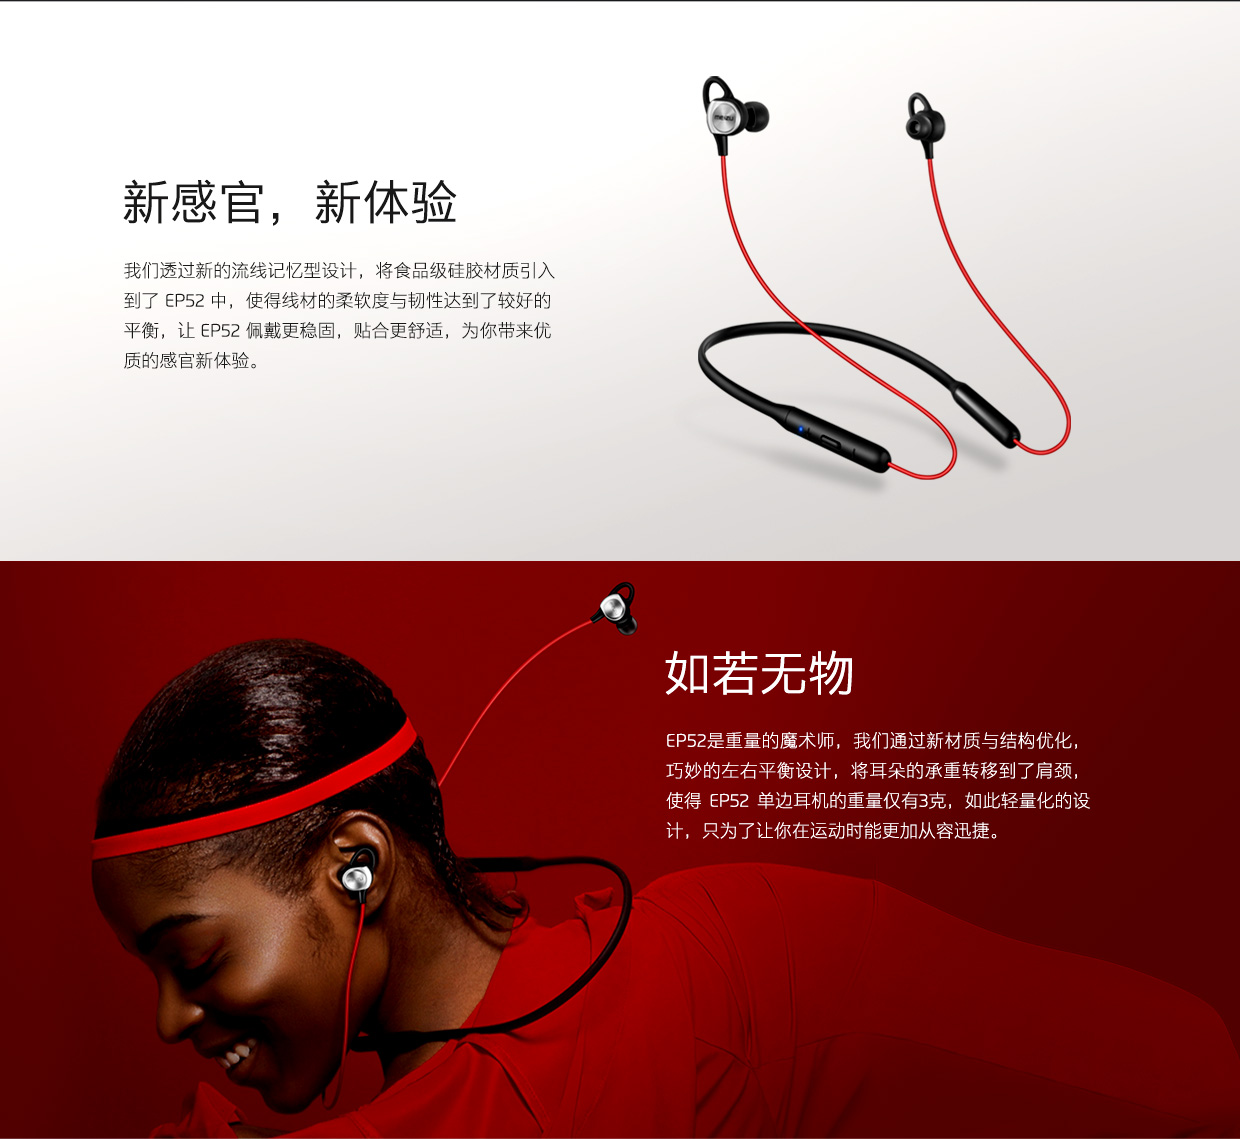 MEIZU
新感官，新体验
我们透过新的流线记忆型设计，将食品级硅胶材质引入
到了 EP52 中，使得线材的柔软度与韧性达到了较好的
平衡，让 EP52 佩戴更稳固，贴合更舒适，为你带来优
质的感官新体验。
如若无物
EP52是重量的魔术师，我们通过新材质与结构优化，
巧妙的左右平衡设计，将耳朵的承重转移到了肩颈，
使得 EP52 单边耳机的重量仅有3克，如此轻量化的设
计，只为了让你在运动时能更加从容迅捷。